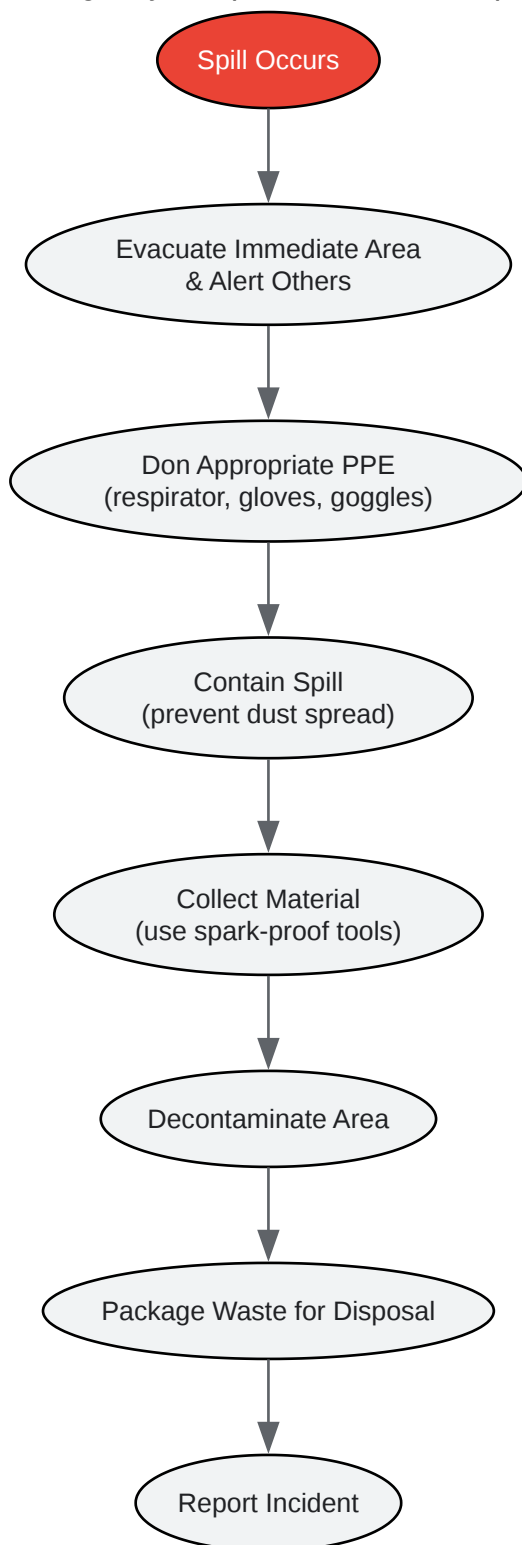 Spill Occurs
Evacuate Immediate Area
& Alert Others
Don Appropriate PPE
(respirator, gloves, goggles)
Contain Spill
(prevent dust spread)
Collect Material
(use spark-proof tools)
Decontaminate Area
Package Waste for Disposal
Report Incident